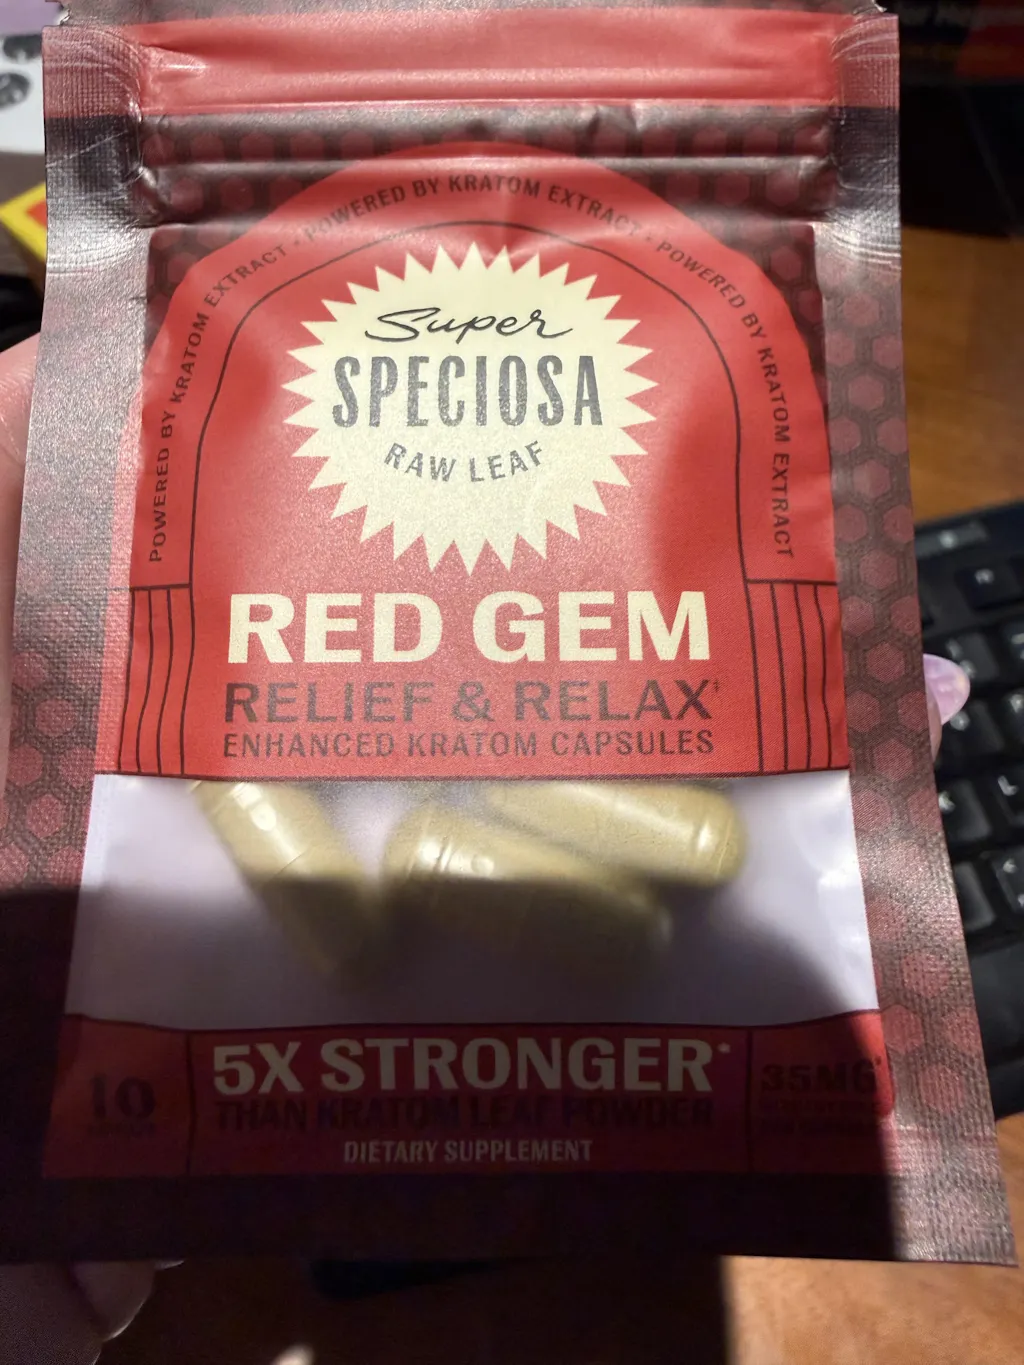 POWERED BY KRATOM EXTRACT · POWERED BY KRATOM EXTRACT · POWERED BY KRATOM EXTRACT
Super
SPECIOSA
RAW LEAF
RED GEM
RELIEF & RELAX‡
ENHANCED KRATOM CAPSULES
5X STRONGER*
THAN KRATOM LEAF POWDER
DIETARY SUPPLEMENT
10
35MG*